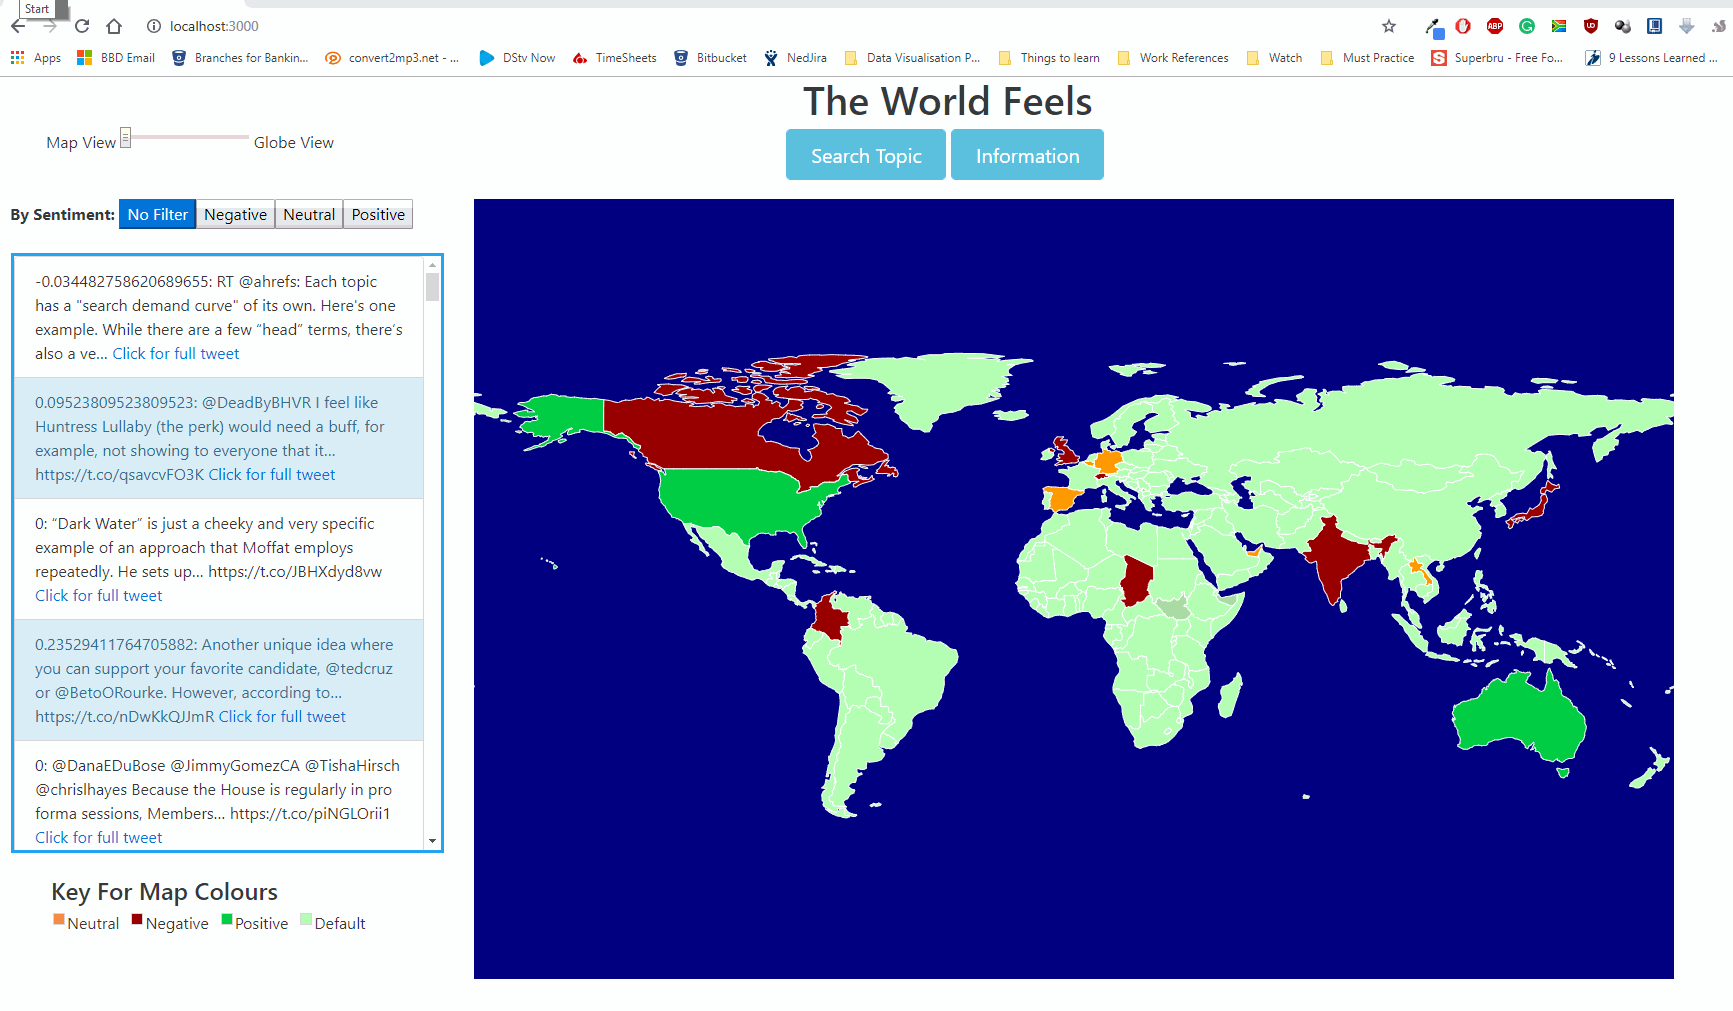 Start
localhost:3000
Apps
BBD Email
Branches for Bankin...
convert2mp3.net - ...
DStv Now
TimeSheets
Bitbucket
NedJira
Data Visualisation P...
Things to learn
Work References
Watch
Must Practice
Superbru - Free Fo...
9 Lessons Learned ...
The World Feels
Map View
Globe View
Search Topic
Information
By Sentiment:
No Filter
Negative
Neutral
Positive
-0.034482758620689655: RT @ahrefs: Each topic
has a "search demand curve" of its own. Here's one
example. While there are a few “head” terms, there’s
also a ve... Click for full tweet
0.09523809523809523: @DeadByBHVR I feel like
Huntress Lullaby (the perk) would need a buff, for
example, not showing to everyone that it...
https://t.co/qsavcvFO3K Click for full tweet
0: “Dark Water” is just a cheeky and very specific
example of an approach that Moffat employs
repeatedly. He sets up... https://t.co/JBHXdyd8vw
Click for full tweet
0.23529411764705882: Another unique idea where
you can support your favorite candidate, @tedcruz
or @BetoORourke. However, according to...
https://t.co/nDwKkQJJmR Click for full tweet
0: @DanaEDuBose @JimmyGomezCA @TishaHirsch
@chrislhayes Because the House is regularly in pro
forma sessions, Members... https://t.co/piNGLOrii1
Click for full tweet
Key For Map Colours
Neutral
Negative
Positive
Default